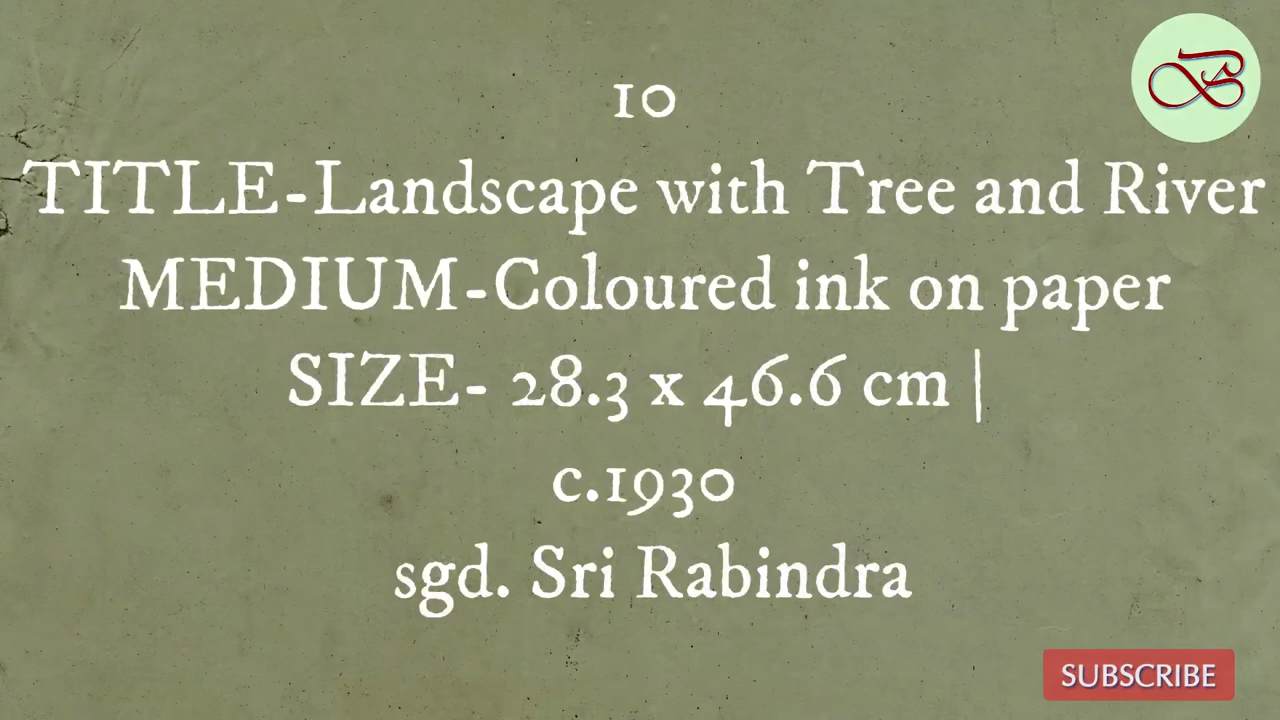 10
TITLE-Landscape with Tree and River
MEDIUM-Coloured ink on paper
SIZE- 28.3 x 46.6 cm |
c.1930
sgd. Sri Rabindra
SUBSCRIBE